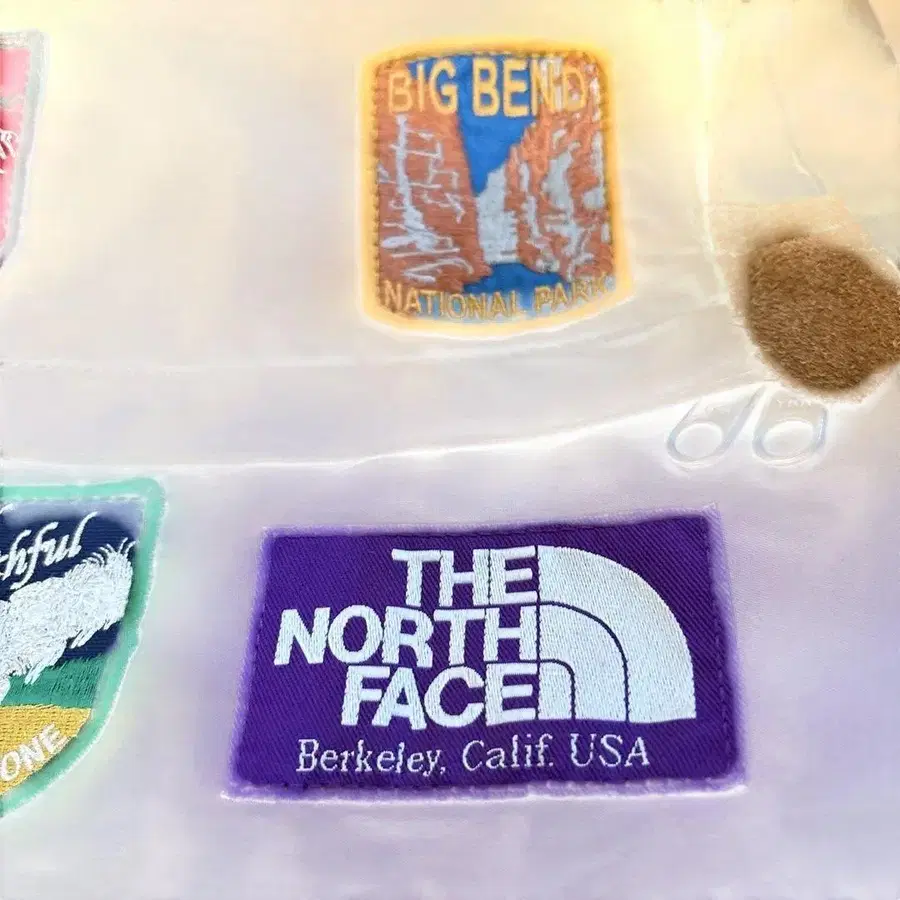 BIG BEND
NATIONAL PARK
thful
ONE
THE
NORTH
FACE
Berkeley, Calif. USA